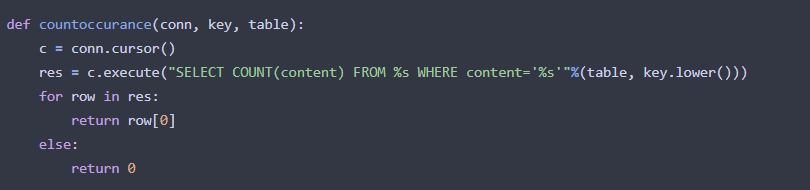 def countoccurance(conn, key, table):
    c = conn.cursor()
    res = c.execute("SELECT COUNT(content) FROM %s WHERE content='%s'"%(table, key.lower()))
    for row in res:
        return row[0]
    else:
        return 0